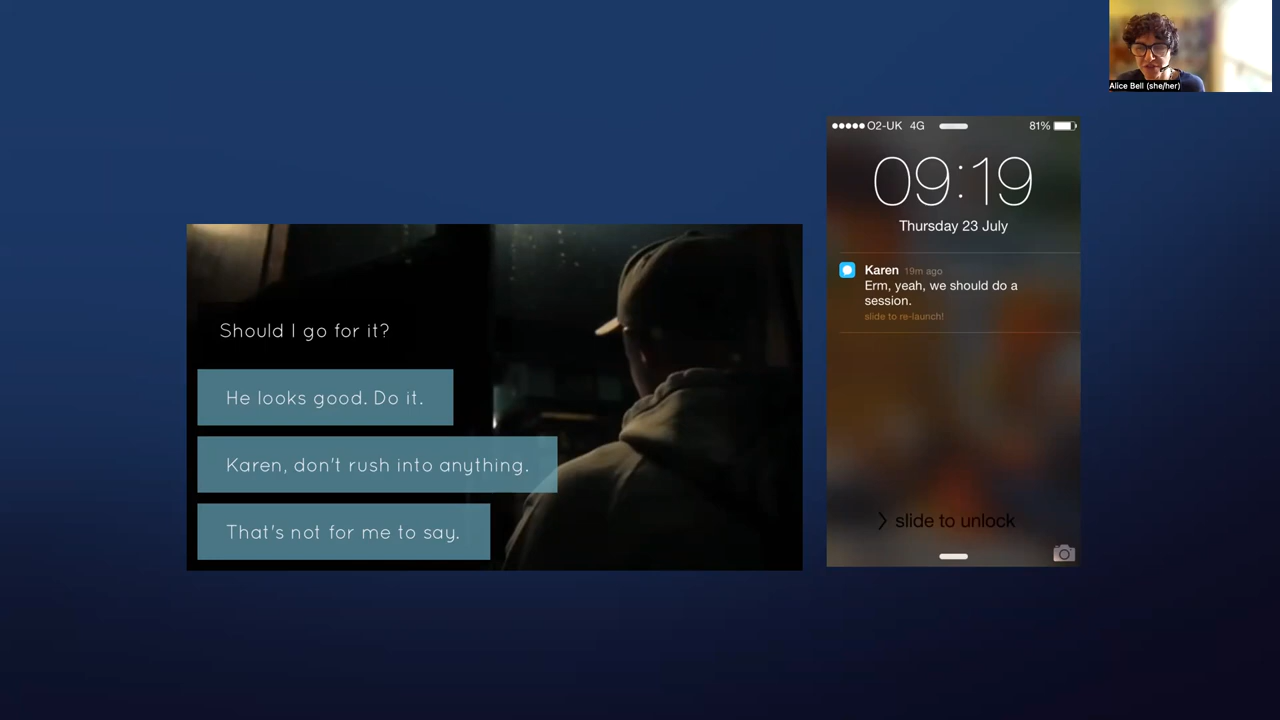 Alice Bell (she/her)
Should I go for it?
He looks good. Do it.
Karen, don't rush into anything.
That's not for me to say.
O2-UK 4G 81%
09:19
Thursday 23 July
Karen 19m ago
Erm, yeah, we should do a
session.
slide to re-launch!
> slide to unlock